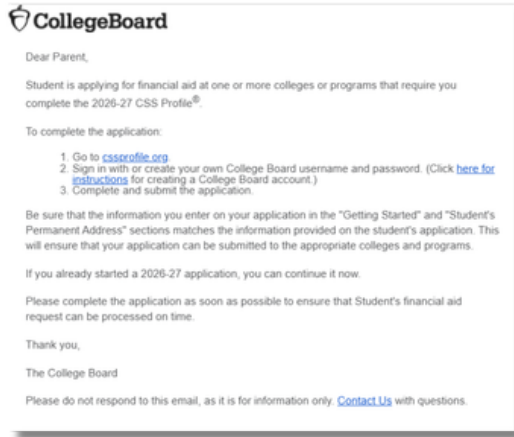 CollegeBoard
Dear Parent,
Student is applying for financial aid at one or more colleges or programs that require you
complete the 2026-27 CSS Profile®.
To complete the application:
1. Go to cssprofile.org.
2. Sign in with or create your own College Board username and password. (Click here for
instructions for creating a College Board account.)
3. Complete and submit the application.
Be sure that the information you enter on your application in the "Getting Started" and "Student's
Permanent Address" sections matches the information provided on the student's application. This
will ensure that your application can be submitted to the appropriate colleges and programs.
If you already started a 2026-27 application, you can continue it now.
Please complete the application as soon as possible to ensure that Student's financial aid
request can be processed on time.
Thank you,
The College Board
Please do not respond to this email, as it is for information only. Contact Us with questions.